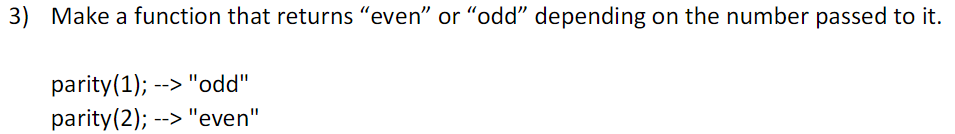 3) Make a function that returns “even” or “odd” depending on the number passed to it.
parity(1); --> "odd"
parity(2); --> "even"